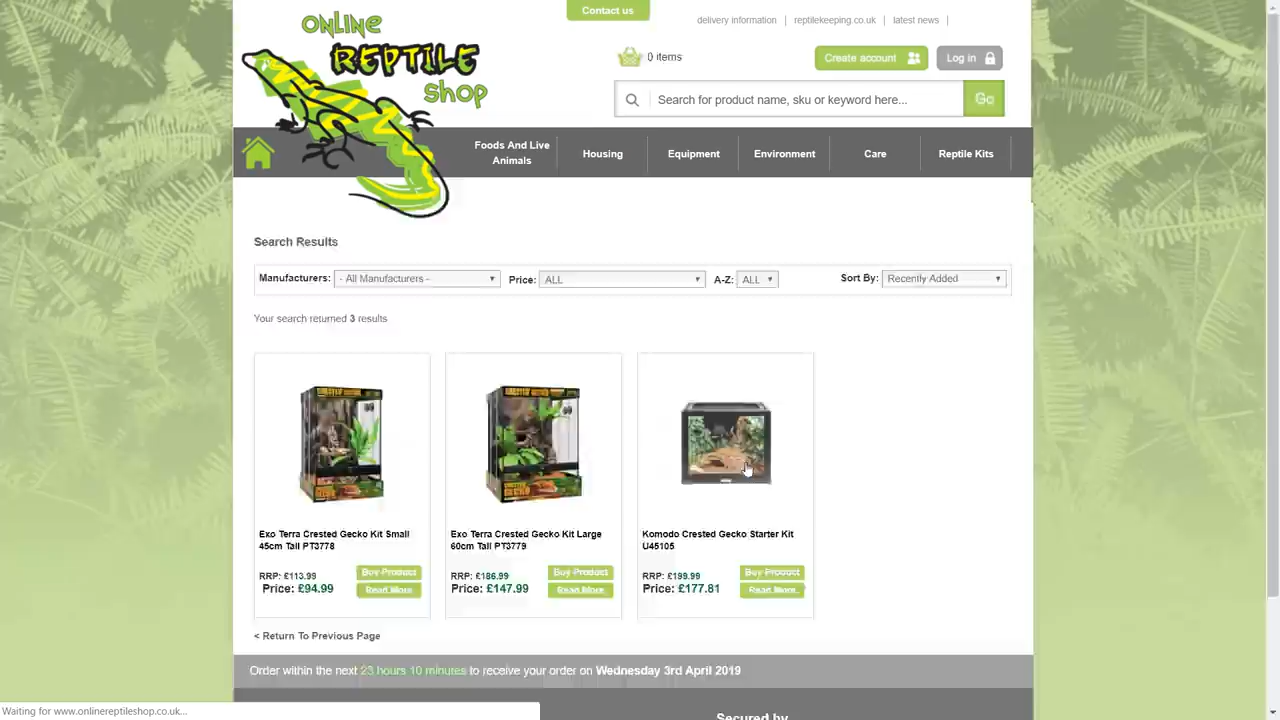 ONLINE
REPTILE
SHOP
Contact us
delivery information | reptilekeeping.co.uk | latest news |
0 items
Create account
Log in
Search for product name, sku or keyword here...
Go
Foods And Live
Animals
Housing
Equipment
Environment
Care
Reptile Kits
Search Results
Manufacturers: - All Manufacturers - Price: ALL A-Z: ALL Sort By: Recently Added
Your search returned 3 results
Exo Terra Crested Gecko Kit Small
45cm Tall PT3778
RRP: £113.99
Price: £94.99
Buy Product
Read More
Exo Terra Crested Gecko Kit Large
60cm Tall PT3779
RRP: £186.99
Price: £147.99
Buy Product
Read More
Komodo Crested Gecko Starter Kit
U45105
RRP: £199.99
Price: £177.81
Buy Product
Read More
< Return To Previous Page
Order within the next 23 hours 10 minutes to receive your order on Wednesday 3rd April 2019
Secured by
Waiting for www.onlinereptileshop.co.uk...